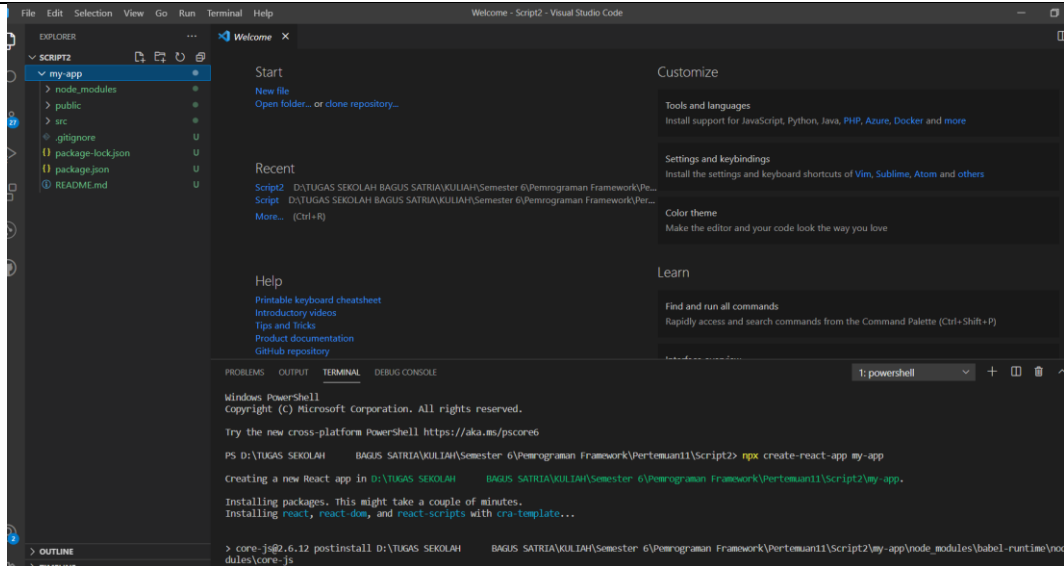 File Edit Selection View Go Run Terminal Help
Welcome - Script2 - Visual Studio Code
EXPLORER
SCRIPT2
my-app
node_modules
public
src
.gitignore U
package-lock.json U
package.json U
README.md U
OUTLINE
27
2
Welcome
Start
New file
Open folder... or clone repository...
Recent
Script2 D:\TUGAS SEKOLAH BAGUS SATRIA\KULIAH\Semester 6\Pemrograman Framework\Pe...
Script D:\TUGAS SEKOLAH BAGUS SATRIA\KULIAH\Semester 6\Pemrograman Framework\Per...
More... (Ctrl+R)
Help
Printable keyboard cheatsheet
Introductory videos
Tips and Tricks
Product documentation
GitHub repository
Customize
Tools and languages
Install support for JavaScript, Python, Java, PHP, Azure, Docker and more
Settings and keybindings
Install the settings and keyboard shortcuts of Vim, Sublime, Atom and others
Color theme
Make the editor and your code look the way you love
Learn
Find and run all commands
Rapidly access and search commands from the Command Palette (Ctrl+Shift+P)
PROBLEMS OUTPUT TERMINAL DEBUG CONSOLE
1: powershell
Windows PowerShell
Copyright (C) Microsoft Corporation. All rights reserved.
Try the new cross-platform PowerShell https://aka.ms/pscore6
PS D:\TUGAS SEKOLAH BAGUS SATRIA\KULIAH\Semester 6\Pemrograman Framework\Pertemuan11\Script2> npx create-react-app my-app
Creating a new React app in D:\TUGAS SEKOLAH BAGUS SATRIA\KULIAH\Semester 6\Pemrograman Framework\Pertemuan11\Script2\my-app.
Installing packages. This might take a couple of minutes.
Installing react, react-dom, and react-scripts with cra-template...
> core-js@2.6.12 postinstall D:\TUGAS SEKOLAH BAGUS SATRIA\KULIAH\Semester 6\Pemrograman Framework\Pertemuan11\Script2\my-app\node_modules\babel-runtime\no
dules\core-js